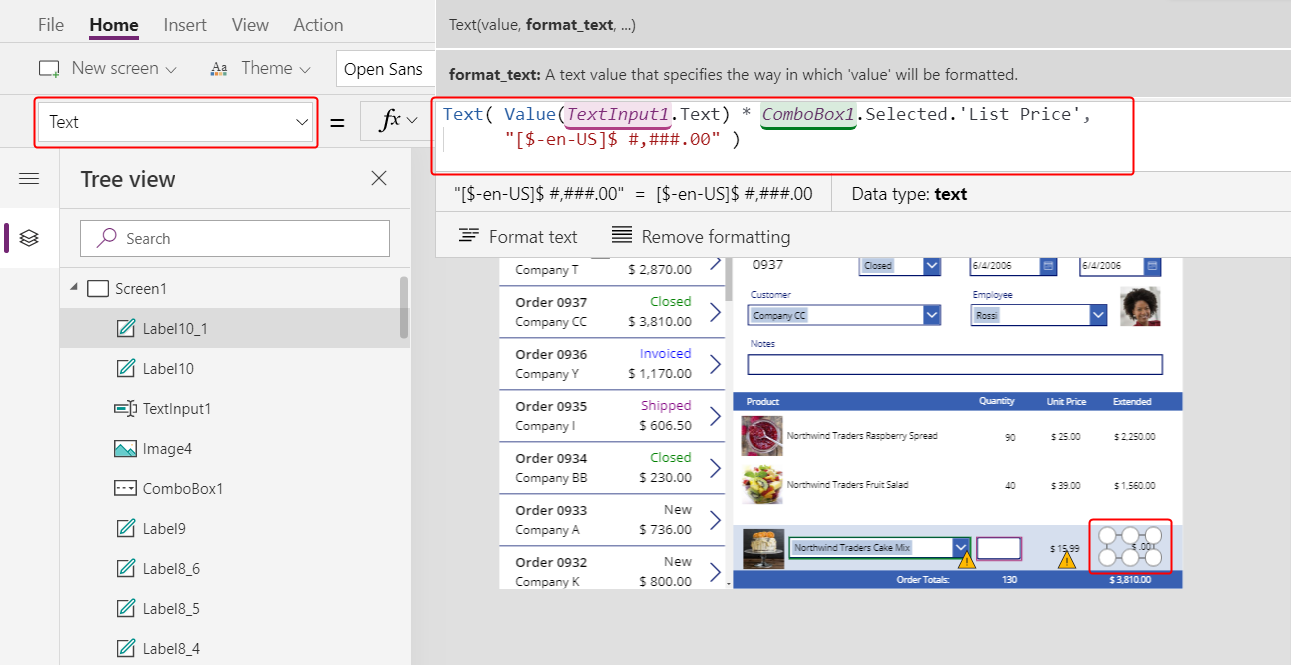 File Home Insert View Action
Text(value, format_text, ...)
New screen Theme Open Sans
format_text: A text value that specifies the way in which 'value' will be formatted.
Text = fx
Text( Value(TextInput1.Text) * ComboBox1.Selected.'List Price',
"[$-en-US]$ #,###.00" )
"[$-en-US]$ #,###.00" = [$-en-US]$ #,###.00 Data type: text
Format text Remove formatting
Tree view
Search
Screen1
Label10_1
Label10
TextInput1
Image4
ComboBox1
Label9
Label8_6
Label8_5
Label8_4
Company T $ 2,870.00
Order 0937 Closed
Company CC $ 3,810.00
Order 0936 Invoiced
Company Y $ 1,170.00
Order 0935 Shipped
Company I $ 606.50
Order 0934 Closed
Company BB $ 230.00
Order 0933 New
Company A $ 736.00
Order 0932 New
Company K $ 800.00
0937 Closed 6/4/2006 6/4/2006
Customer Employee
Company CC Rossi
Notes
Product Quantity Unit Price Extended
Northwind Traders Raspberry Spread 90 $ 25.00 $ 2,250.00
Northwind Traders Fruit Salad 40 $ 39.00 $ 1,560.00
Northwind Traders Cake Mix $ 15.99 $ .00
Order Totals: 130 $ 3,810.00